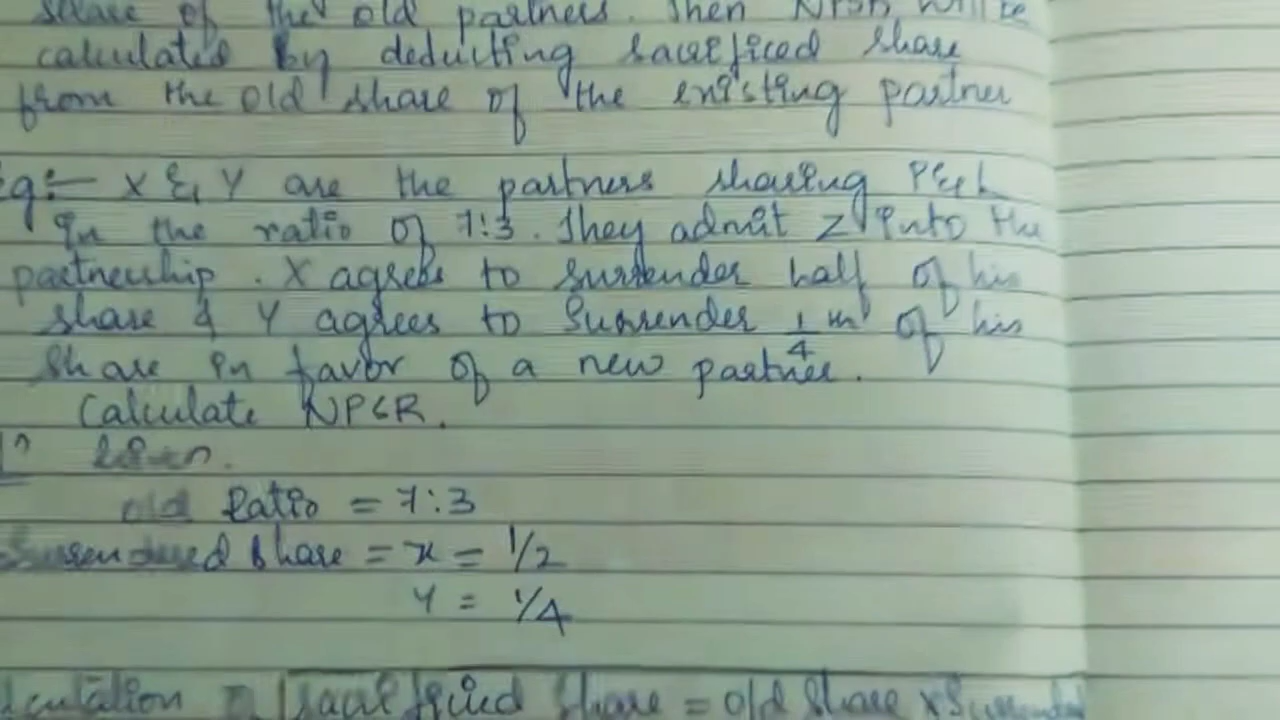 share of the old partners. Then NPSR will be
calculated by deducting sacrificed share
from the old share of the existing partner
Eg:- X & Y are the partners sharing P & L
in the ratio of 7:3. They admit Z into the
partnership. X agrees to surrender half of his
share & Y agrees to Surrender 1/4 th of his
share in favor of a new partner.
Calculate NPSR.
old Ratio = 7:3
Surrendered share = x = 1/2
Y = 1/4
Sacrificed Share = old share x